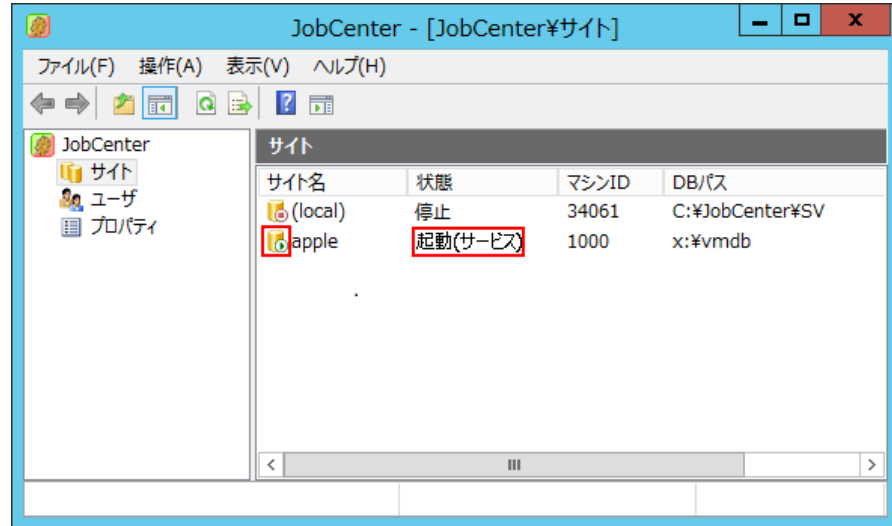 JobCenter - [JobCenter¥サイト]
ファイル(F) 操作(A) 表示(V) ヘルプ(H)
JobCenter
サイト
ユーザ
プロパティ
サイト
サイト名 状態 マシンID DBパス
(local) 停止 34061 C:¥JobCenter¥SV
apple 起動(サービス) 1000 x:¥vmdb